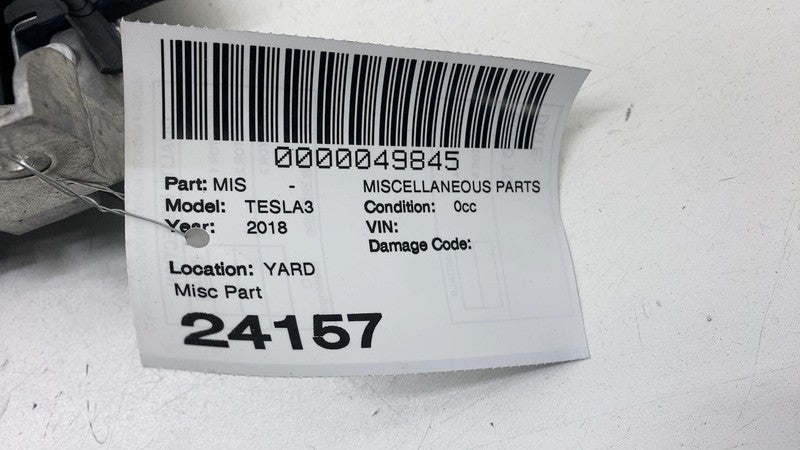 0000049845
Part: MIS - MISCELLANEOUS PARTS
Model: TESLA3 Condition: 0cc
Year: 2018 VIN:
Damage Code:
Location: YARD
Misc Part
24157